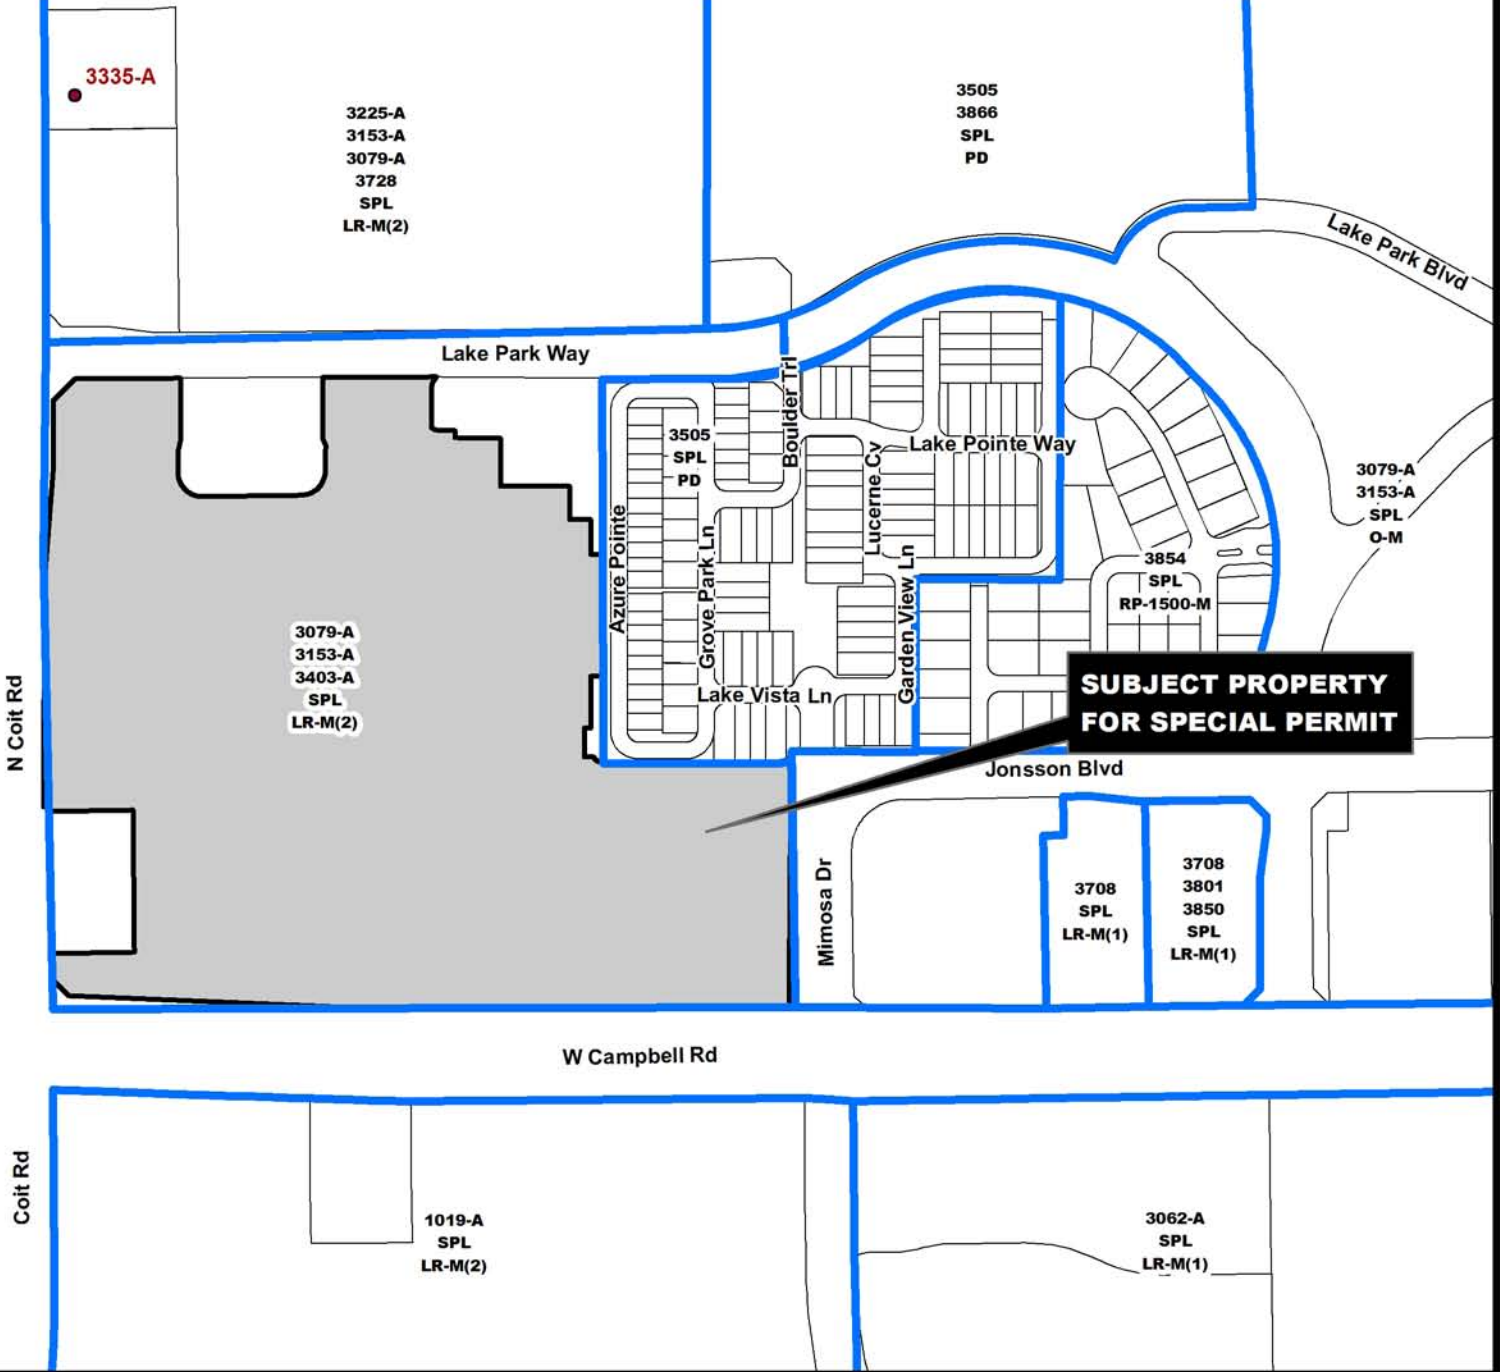 3335-A
3225-A
3153-A
3079-A
3728
SPL
LR-M(2)
3505
3866
SPL
PD
Lake Park Blvd
Lake Park Way
Boulder Trl
3505
SPL
PD
Lake Pointe Way
Lucerne Cv
Azure Pointe
Grove Park Ln
Garden View Ln
3079-A
3153-A
SPL
O-M
3854
SPL
RP-1500-M
3079-A
3153-A
3403-A
SPL
LR-M(2)
N Coit Rd
Lake Vista Ln
SUBJECT PROPERTY
FOR SPECIAL PERMIT
Jonsson Blvd
Mimosa Dr
3708
SPL
LR-M(1)
3708
3801
3850
SPL
LR-M(1)
W Campbell Rd
Coit Rd
1019-A
SPL
LR-M(2)
3062-A
SPL
LR-M(1)